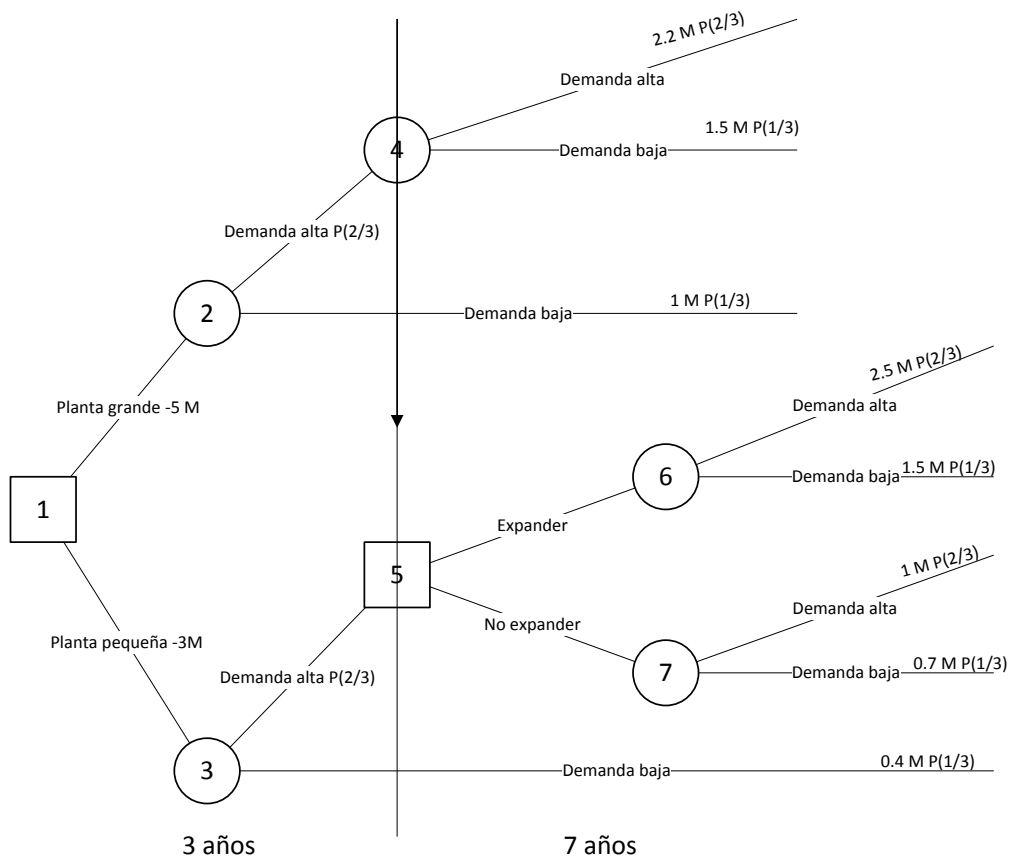 2.2 M P(2/3)
Demanda alta
1.5 M P(1/3)
4
Demanda baja
Demanda alta P(2/3)
1 M P(1/3)
2
Demanda baja
2.5 M P(2/3)
Planta grande -5 M
Demanda alta
1.5 M P(1/3)
6
Demanda baja
1
Expander
1 M P(2/3)
5
Demanda alta
No expander
Planta pequeña -3M
0.7 M P(1/3)
7
Demanda baja
Demanda alta P(2/3)
0.4 M P(1/3)
3
Demanda baja
3 años
7 años